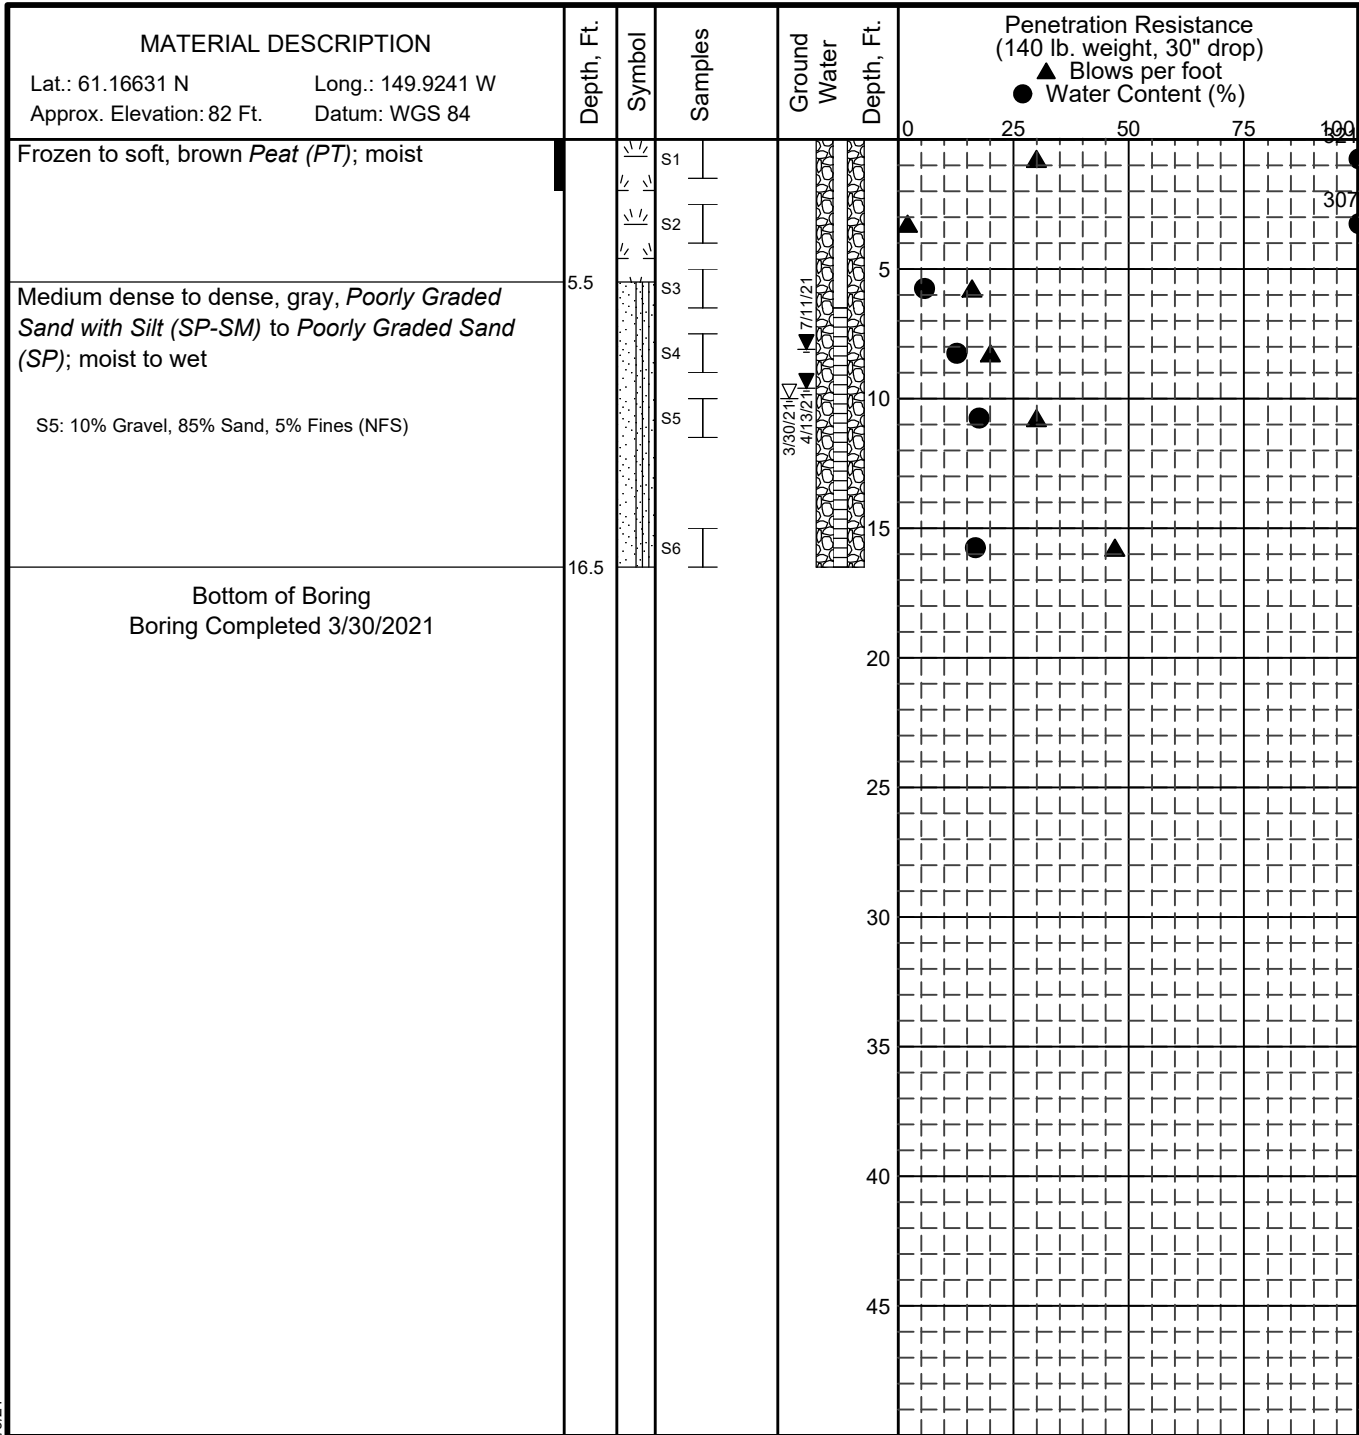 MATERIAL DESCRIPTION
Lat.: 61.16631 N Long.: 149.9241 W
Approx. Elevation: 82 Ft. Datum: WGS 84
Depth, Ft.
Symbol
Samples
Ground
Water
Depth, Ft.
Penetration Resistance
(140 lb. weight, 30" drop)
▲ Blows per foot
● Water Content (%)
0 25 50 75 100
321
Frozen to soft, brown Peat (PT); moist
S1
307
S2
5
5.5
S3
Medium dense to dense, gray, Poorly Graded
Sand with Silt (SP-SM) to Poorly Graded Sand
(SP); moist to wet
7/11/21
S4
10
3/30/21
4/13/21
S5
S5: 10% Gravel, 85% Sand, 5% Fines (NFS)
15
S6
16.5
Bottom of Boring
Boring Completed 3/30/2021
20
25
30
35
40
45